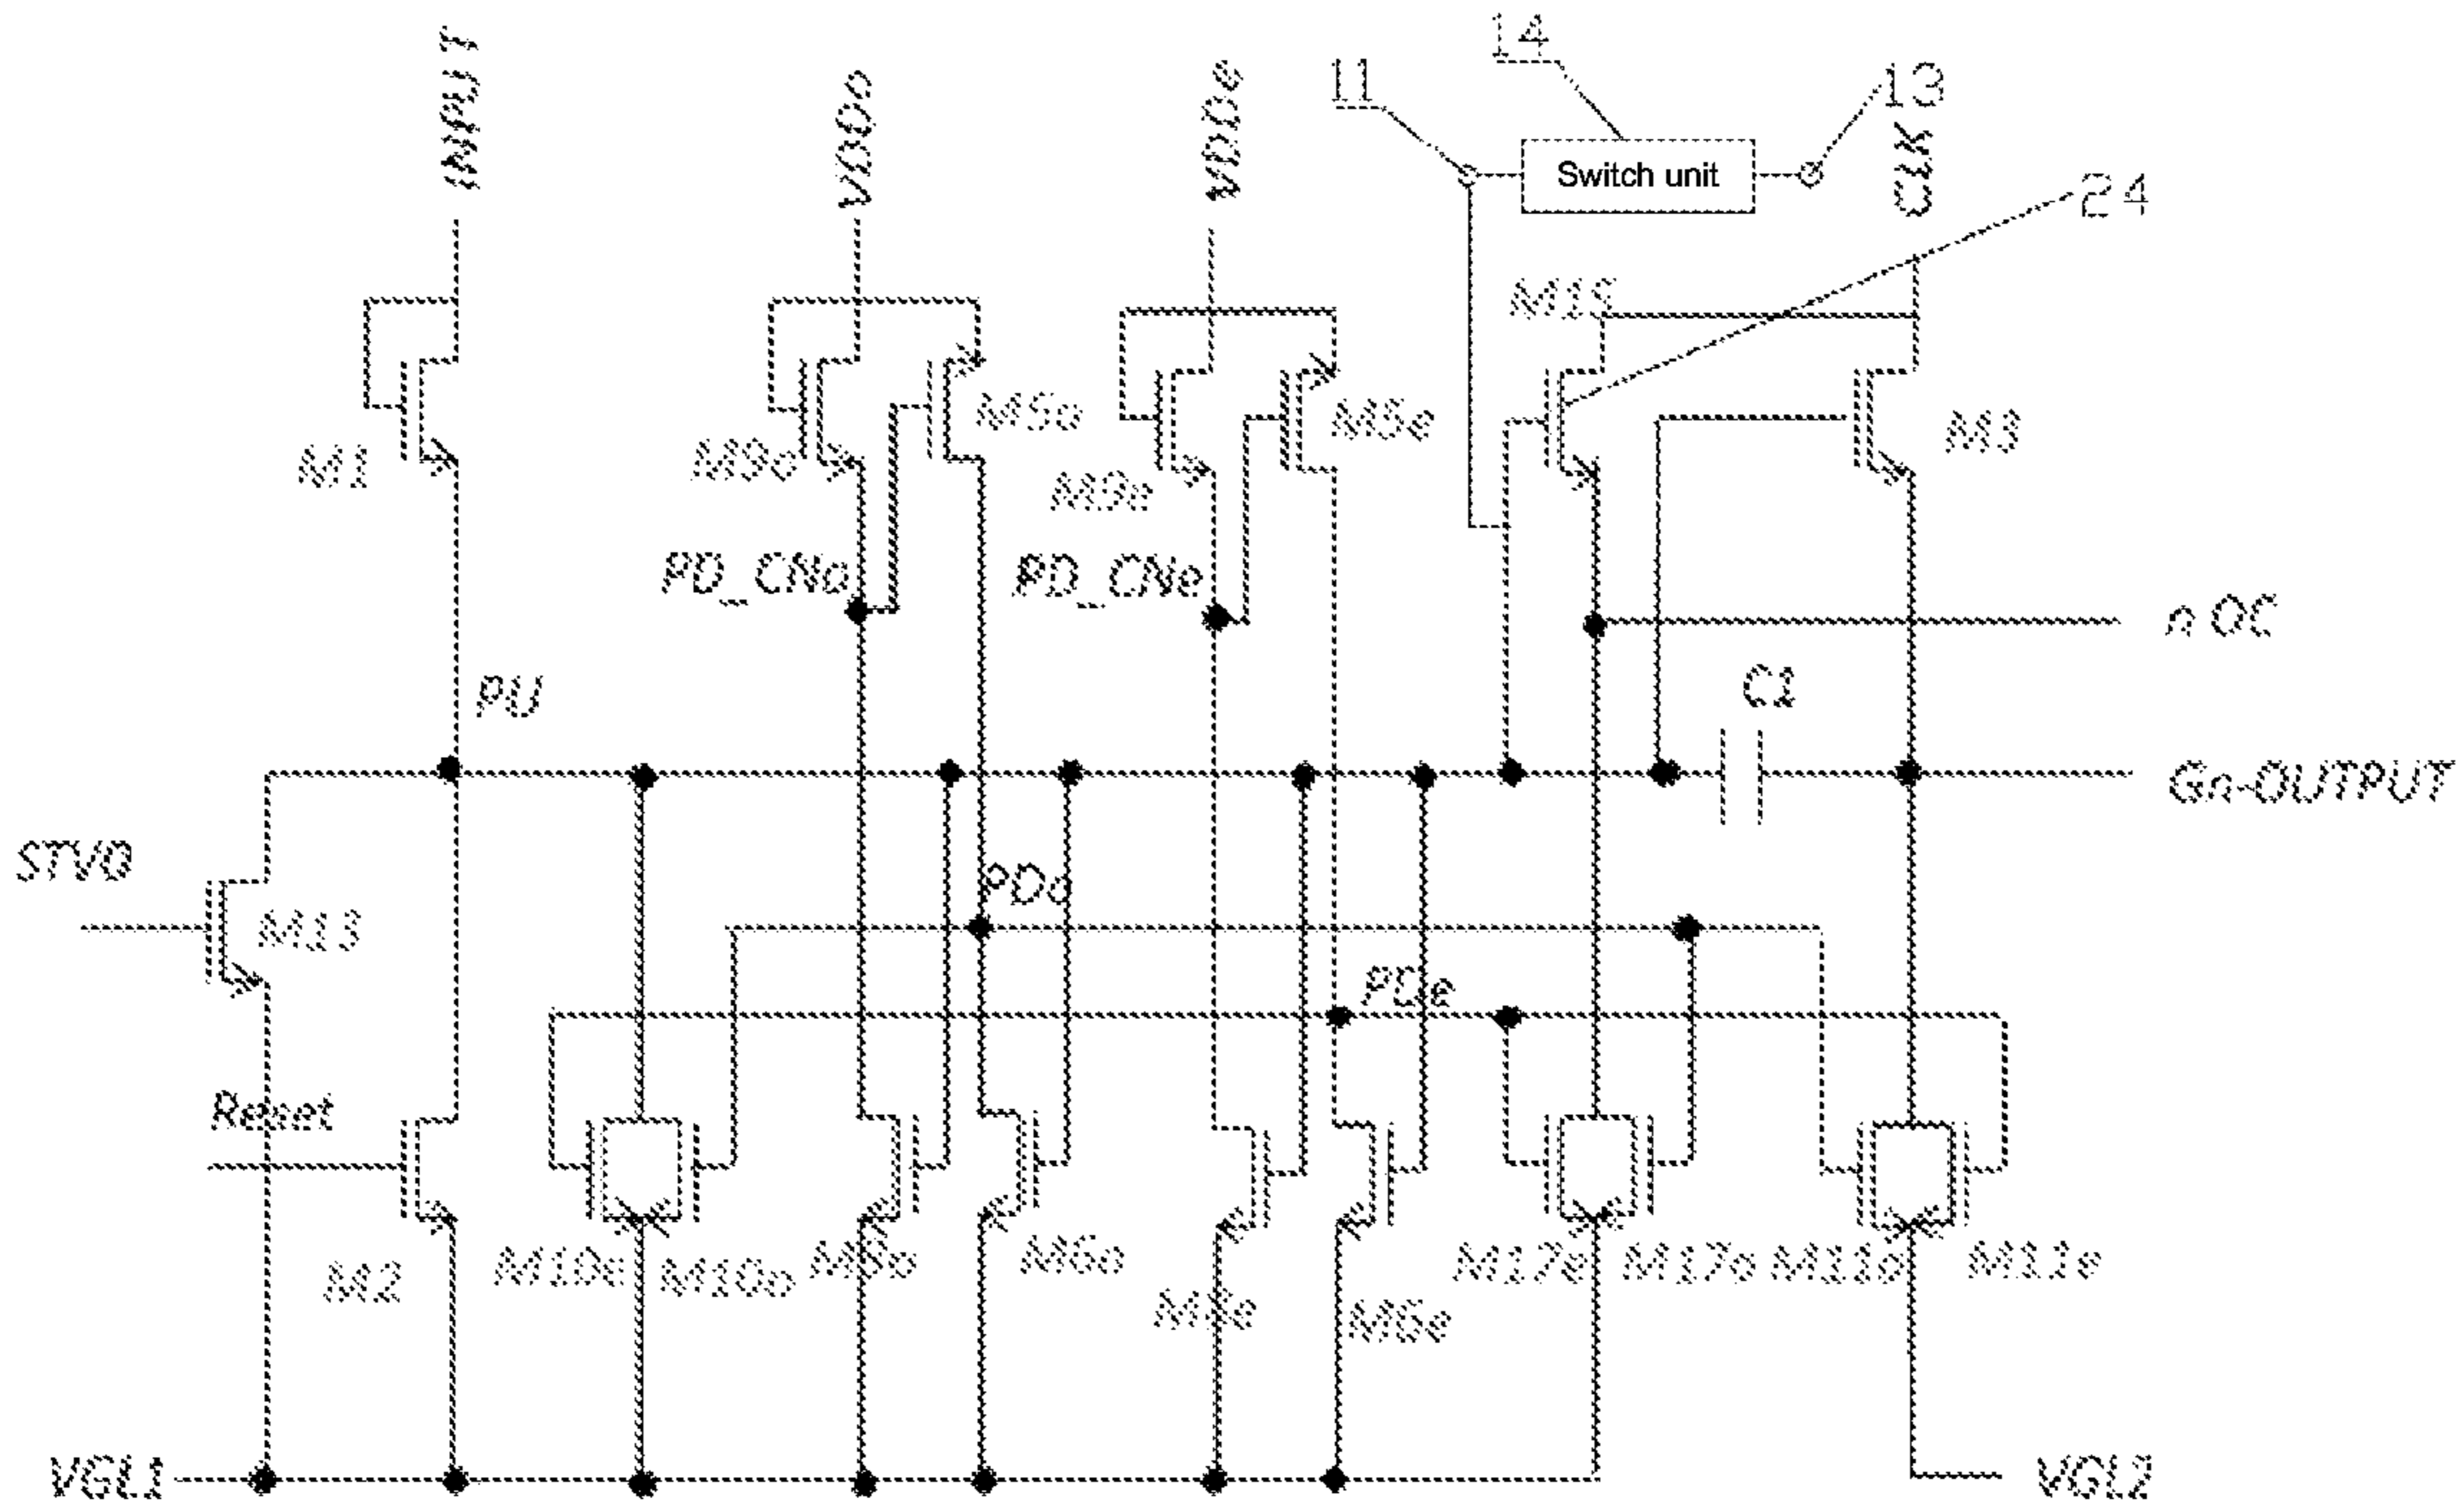 INPUT
VDDo
VDDe
11
14
Switch unit
13
CLK
24
M1
M9o
M5o
M9e
M5e
M15
M3
PD_CNo
PD_CNe
n OC
PU
C1
Gn-OUTPUT
STV0
M13
PDo
PDe
Reset
M2
M10e
M10o
M6o
M6e
M17e
M17o
M11o
M11e
VGL1
VGL2